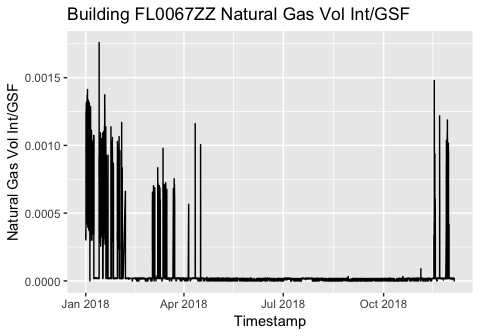 Building FL0067ZZ Natural Gas Vol Int/GSF
Natural Gas Vol Int/GSF
0.0015
0.0010
0.0005
0.0000
Jan 2018 Apr 2018 Jul 2018 Oct 2018
Timestamp